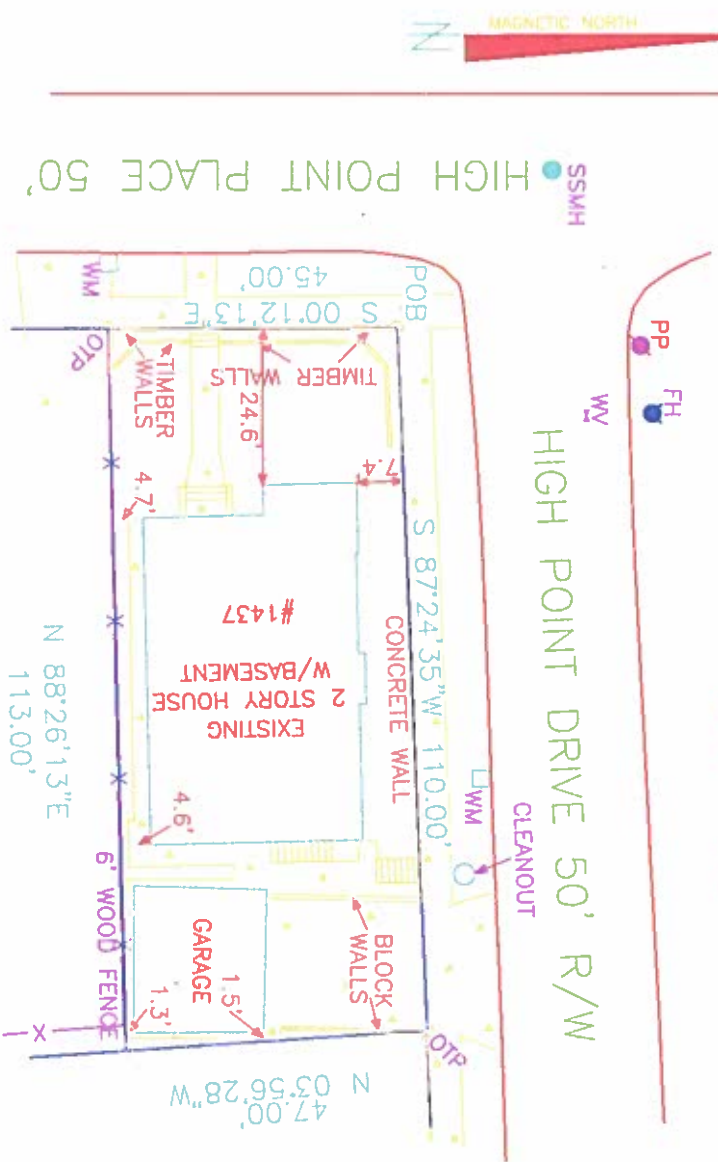 MAGNETIC NORTH
N
HIGH POINT PLACE 50'
SSMH
WM
S 00°12'13"E
45.00'
POB
PP
FH
WV
OTP
TIMBER
WALLS
TIMBER WALLS
24.6'
7.4
4.7'
HIGH POINT DRIVE 50' R/W
S 87°24'35"W 110.00'
CONCRETE WALL
#1437
EXISTING
2 STORY HOUSE
W/BASEMENT
N 88°26'13"E
113.00'
WM
CLEANOUT
4.6'
6' WOOD FENCE
X
GARAGE
1.5'
1.3'
BLOCK
WALLS
OTP
N 03°56'28"W
47.00'